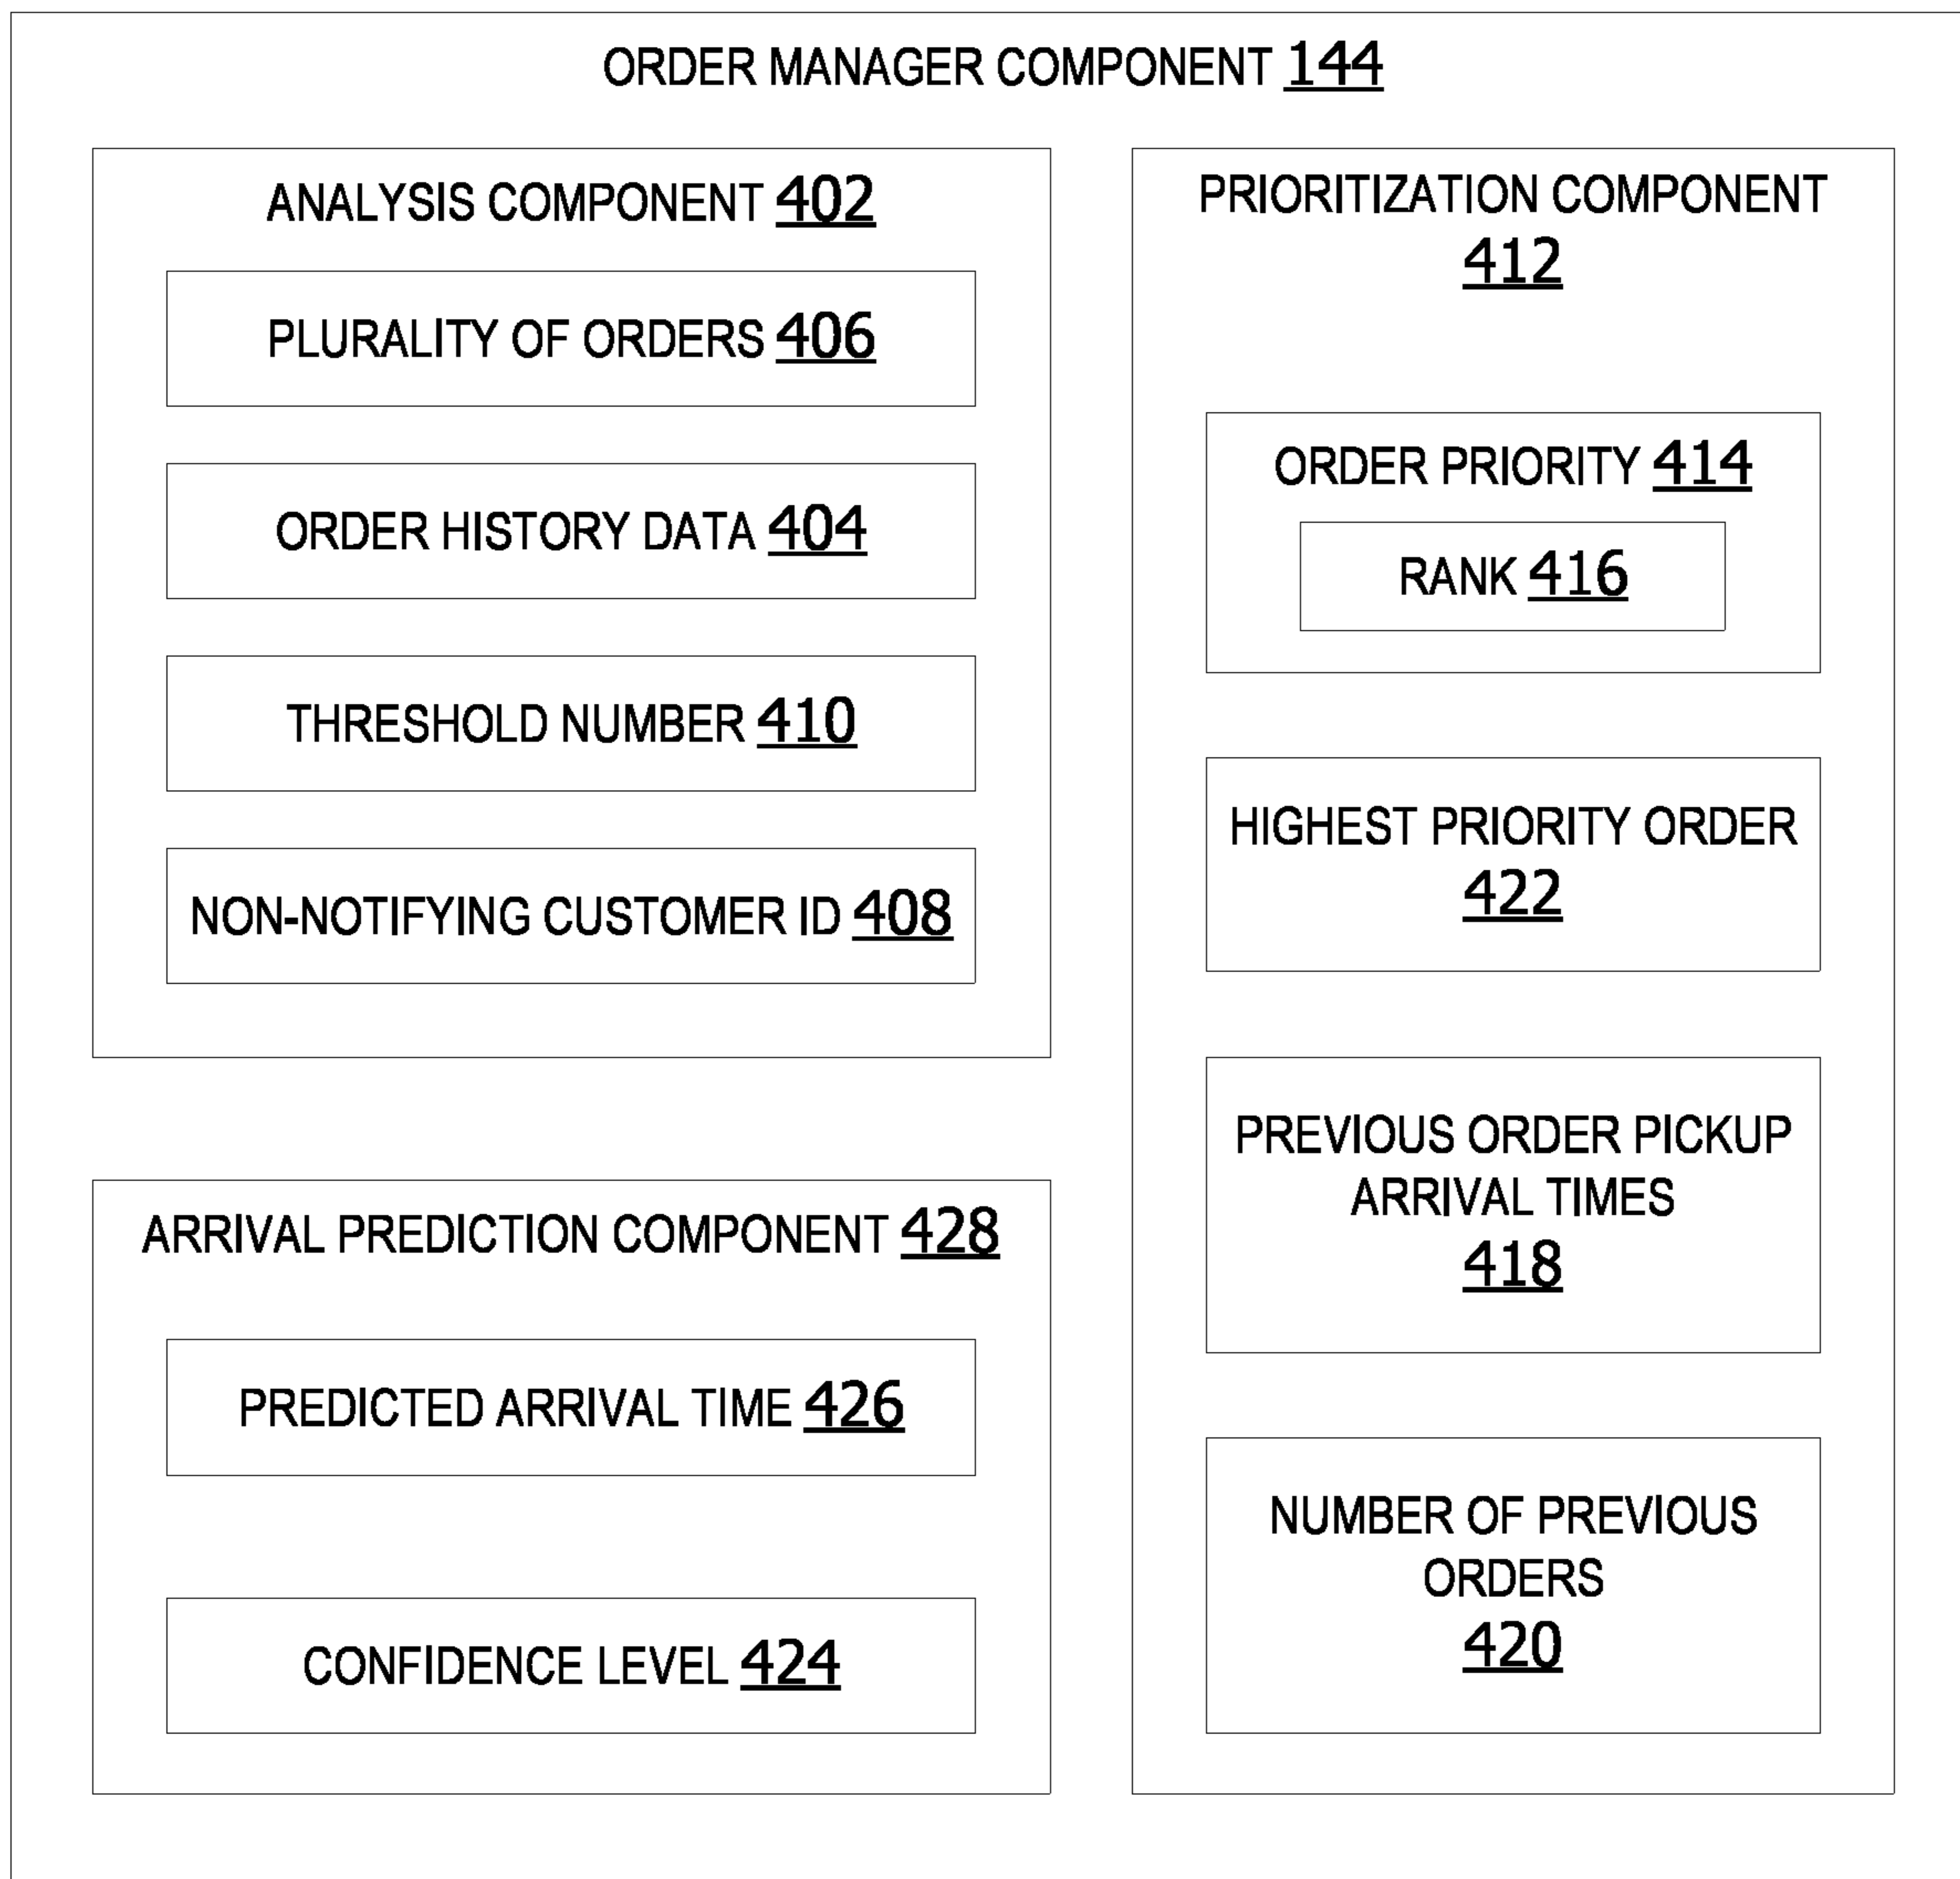 ORDER MANAGER COMPONENT 144
ANALYSIS COMPONENT 402
PLURALITY OF ORDERS 406
ORDER HISTORY DATA 404
THRESHOLD NUMBER 410
NON-NOTIFYING CUSTOMER ID 408
ARRIVAL PREDICTION COMPONENT 428
PREDICTED ARRIVAL TIME 426
CONFIDENCE LEVEL 424
PRIORITIZATION COMPONENT
412
ORDER PRIORITY 414
RANK 416
HIGHEST PRIORITY ORDER
422
PREVIOUS ORDER PICKUP
ARRIVAL TIMES
418
NUMBER OF PREVIOUS
ORDERS
420